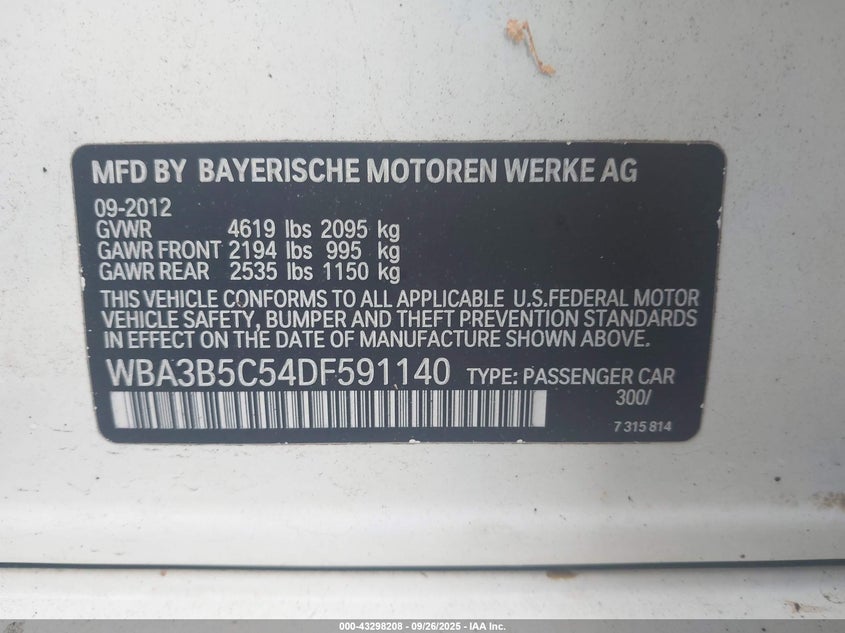 MFD BY BAYERISCHE MOTOREN WERKE AG
09-2012
GVWR 4619 lbs 2095 kg
GAWR FRONT 2194 lbs 995 kg
GAWR REAR 2535 lbs 1150 kg
THIS VEHICLE CONFORMS TO ALL APPLICABLE U.S.FEDERAL MOTOR
VEHICLE SAFETY, BUMPER AND THEFT PREVENTION STANDARDS
IN EFFECT ON THE DATE OF MANUFACTURE SHOWN ABOVE.
WBA3B5C54DF591140 TYPE: PASSENGER CAR
300/
7 315 814
000-43298208 - 09/26/2025 - IAA Inc.